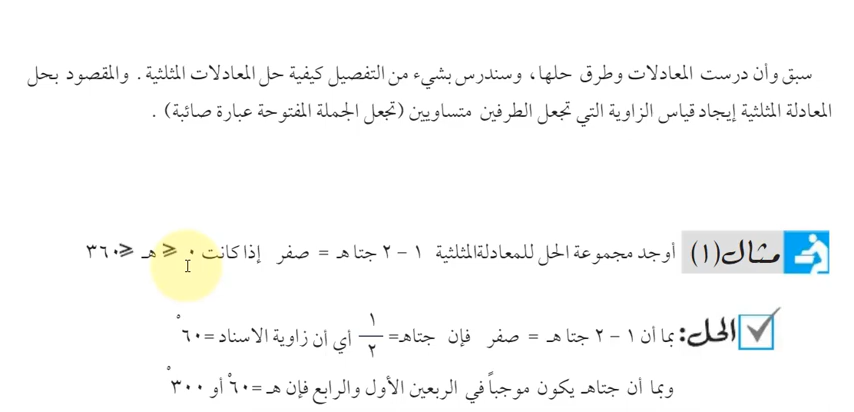 سبق وأن درست المعادلات وطرق حلها، وسندرس بشيء من التفصيل كيفية حل المعادلات المثلثية . والمقصود بحل
المعادلة المثلثية إيجاد قياس الزاوية التي تجعل الطرفين متساويين (تجعل الجملة المفتوحة عبارة صائبة) .
مثال (١) أوجد مجموعة الحل للمعادلةالمثلثية ١ - ٢ جتا هـ = صفر إذا كانت ٠ ⩾ هـ ⩾ ٣٦٠
الحل: بما أن ١ - ٢ جتا هـ = صفر فإن جتاهـ= ١/٢ أي أن زاوية الاسناد = ٦٠°
وبما أن جتاهـ يكون موجباً في الربعين الأول والرابع فإن هـ = ٦٠° أو ٣٠٠°